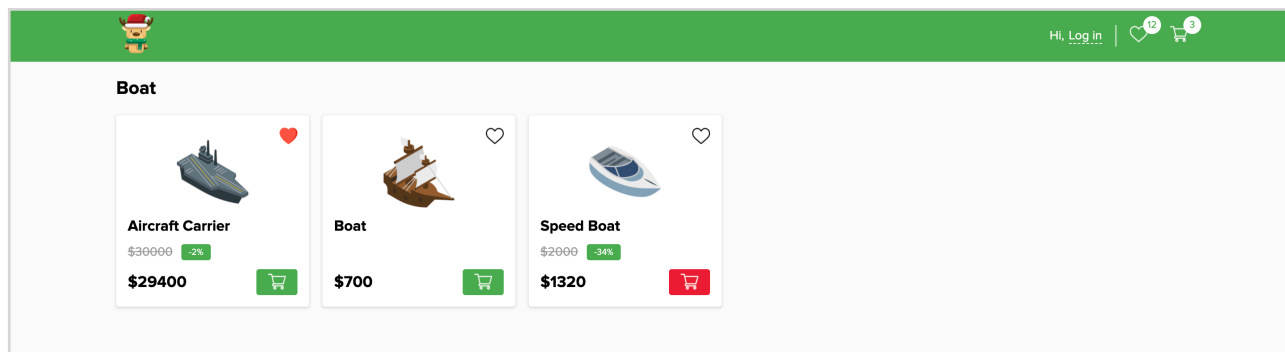 Hi, Log in
12
3
Boat
Aircraft Carrier
$30000 -2%
$29400
Boat
$700
Speed Boat
$2000 -34%
$1320